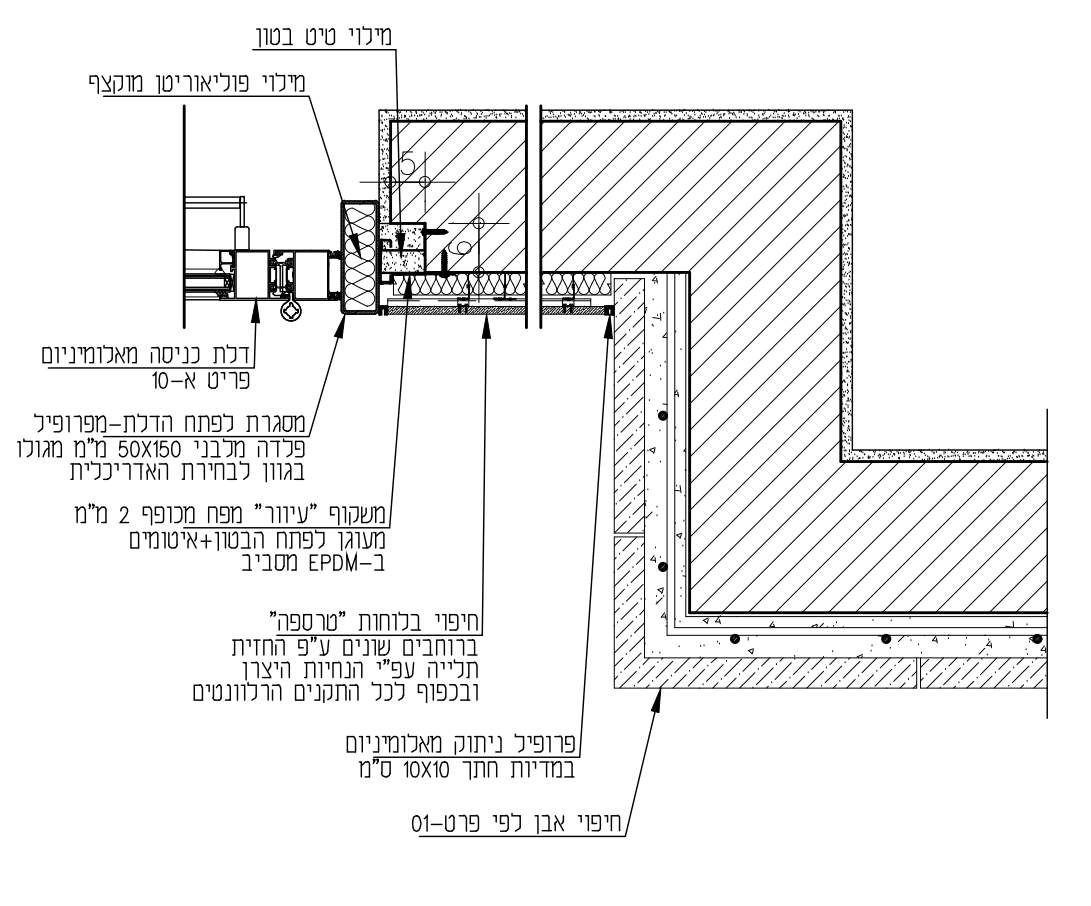 מילוי טיט בטון
מילוי פוליאוריטן מוקצף
5
6
דלת כניסה מאלומיניום
פריט א-10
מסגרת לפתח הדלת-מפרופיל
פלדה מלבני 50X150 מ"מ מגולוון
בגוון לבחירת האדריכלית
משקוף "עיוור" מפח מכופף 2 מ"מ
מעוגן לפתח הבטון+איטומים
ב-EPDM מסביב
חיפוי בלוחות "טרספה"
ברוחבים שונים ע"פ החזית
תלייה עפ"י הנחיות היצרן
ובכפוף לכל התקנים הרלוונטים
פרופיל ניתוק מאלומיניום
במדיות חתך 10X10 ס"מ
חיפוי אבן לפי פרט-01